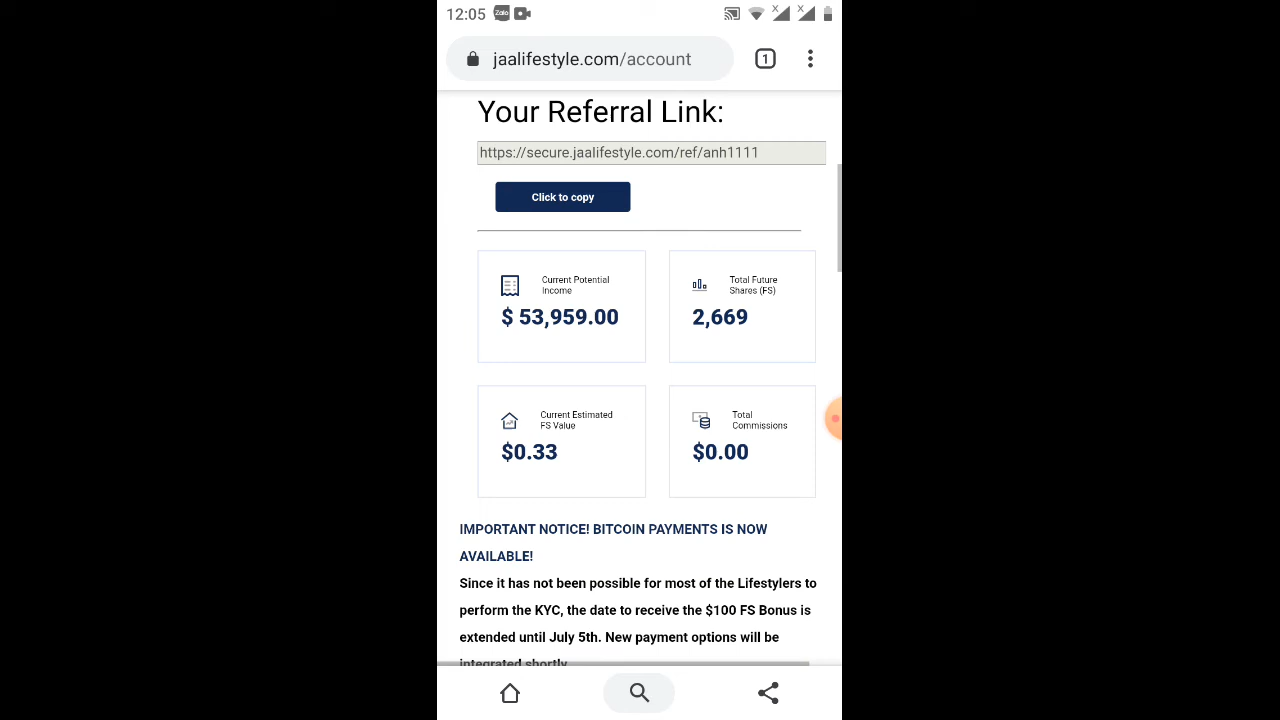 12:05 Zalo
jaalifestyle.com/account 1
Your Referral Link:
https://secure.jaalifestyle.com/ref/anh1111
Click to copy
Current Potential
Income
$ 53,959.00
Total Future
Shares (FS)
2,669
Current Estimated
FS Value
$0.33
Total
Commissions
$0.00
IMPORTANT NOTICE! BITCOIN PAYMENTS IS NOW
AVAILABLE!
Since it has not been possible for most of the Lifestylers to
perform the KYC, the date to receive the $100 FS Bonus is
extended until July 5th. New payment options will be
integrated shortly